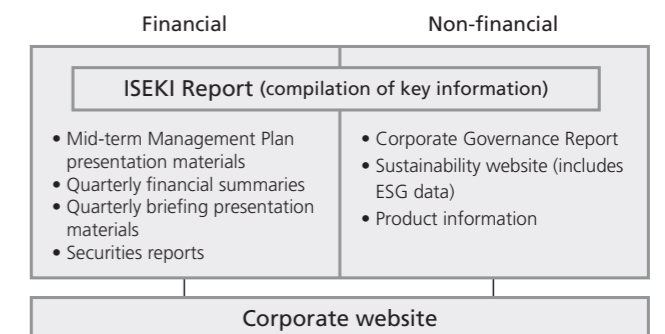 Financial
Non-financial
ISEKI Report (compilation of key information)
• Mid-term Management Plan
presentation materials
• Quarterly financial summaries
• Quarterly briefing presentation
materials
• Securities reports
• Corporate Governance Report
• Sustainability website (includes
ESG data)
• Product information
Corporate website